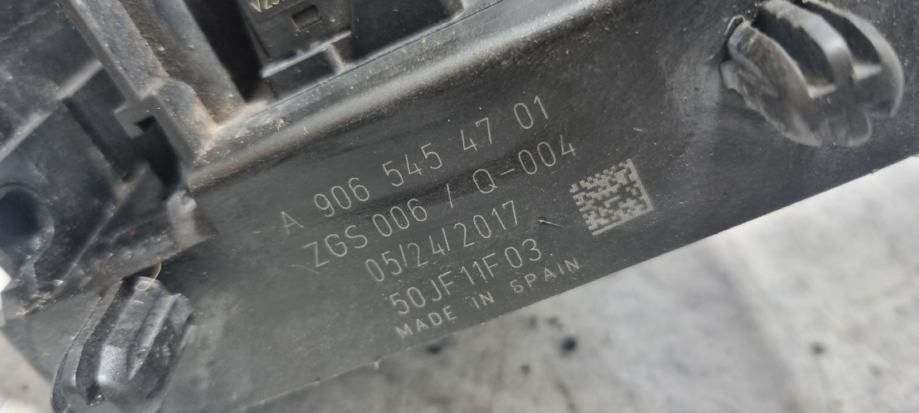 A 906 545 47 01
ZGS 006 / Q-004
05/24/2017
50JF11F03
MADE IN SPAIN